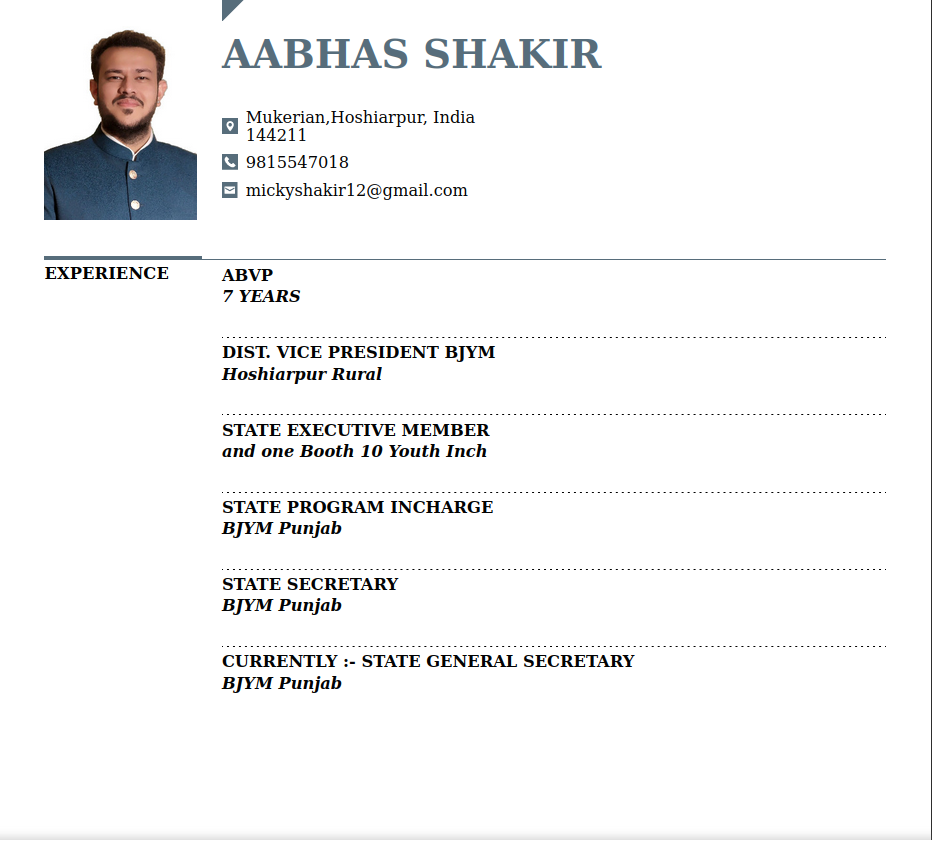 AABHAS SHAKIR
Mukerian,Hoshiarpur, India
144211
9815547018
mickyshakir12@gmail.com
EXPERIENCE
ABVP
7 YEARS
DIST. VICE PRESIDENT BJYM
Hoshiarpur Rural
STATE EXECUTIVE MEMBER
and one Booth 10 Youth Inch
STATE PROGRAM INCHARGE
BJYM Punjab
STATE SECRETARY
BJYM Punjab
CURRENTLY :- STATE GENERAL SECRETARY
BJYM Punjab